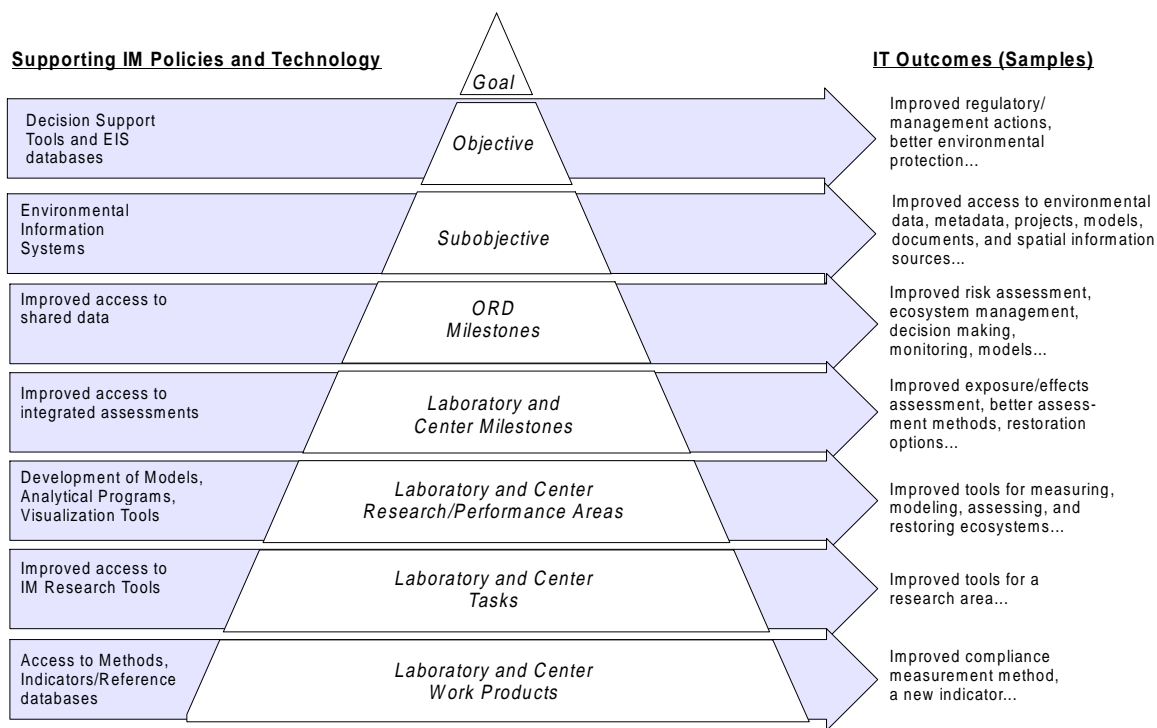 Supporting IM Policies and Technology
IT Outcomes (Samples)
Goal
Decision Support
Tools and EIS
databases
Objective
Improved regulatory/
management actions,
better environmental
protection...
Environmental
Information
Systems
Subobjective
Improved access to environmental
data, metadata, projects, models,
documents, and spatial information
sources...
Improved access to
shared data
ORD
Milestones
Improved risk assessment,
ecosystem management,
decision making,
monitoring, models...
Improved access to
integrated assessments
Laboratory and
Center Milestones
Improved exposure/effects
assessment, better assess-
ment methods, restoration
options...
Development of Models,
Analytical Programs,
Visualization Tools
Laboratory and Center
Research/Performance Areas
Improved tools for measuring,
modeling, assessing, and
restoring ecosystems...
Improved access to
IM Research Tools
Laboratory and Center
Tasks
Improved tools for a
research area...
Access to Methods,
Indicators/Reference
databases
Laboratory and Center
Work Products
Improved compliance
measurement method,
a new indicator...